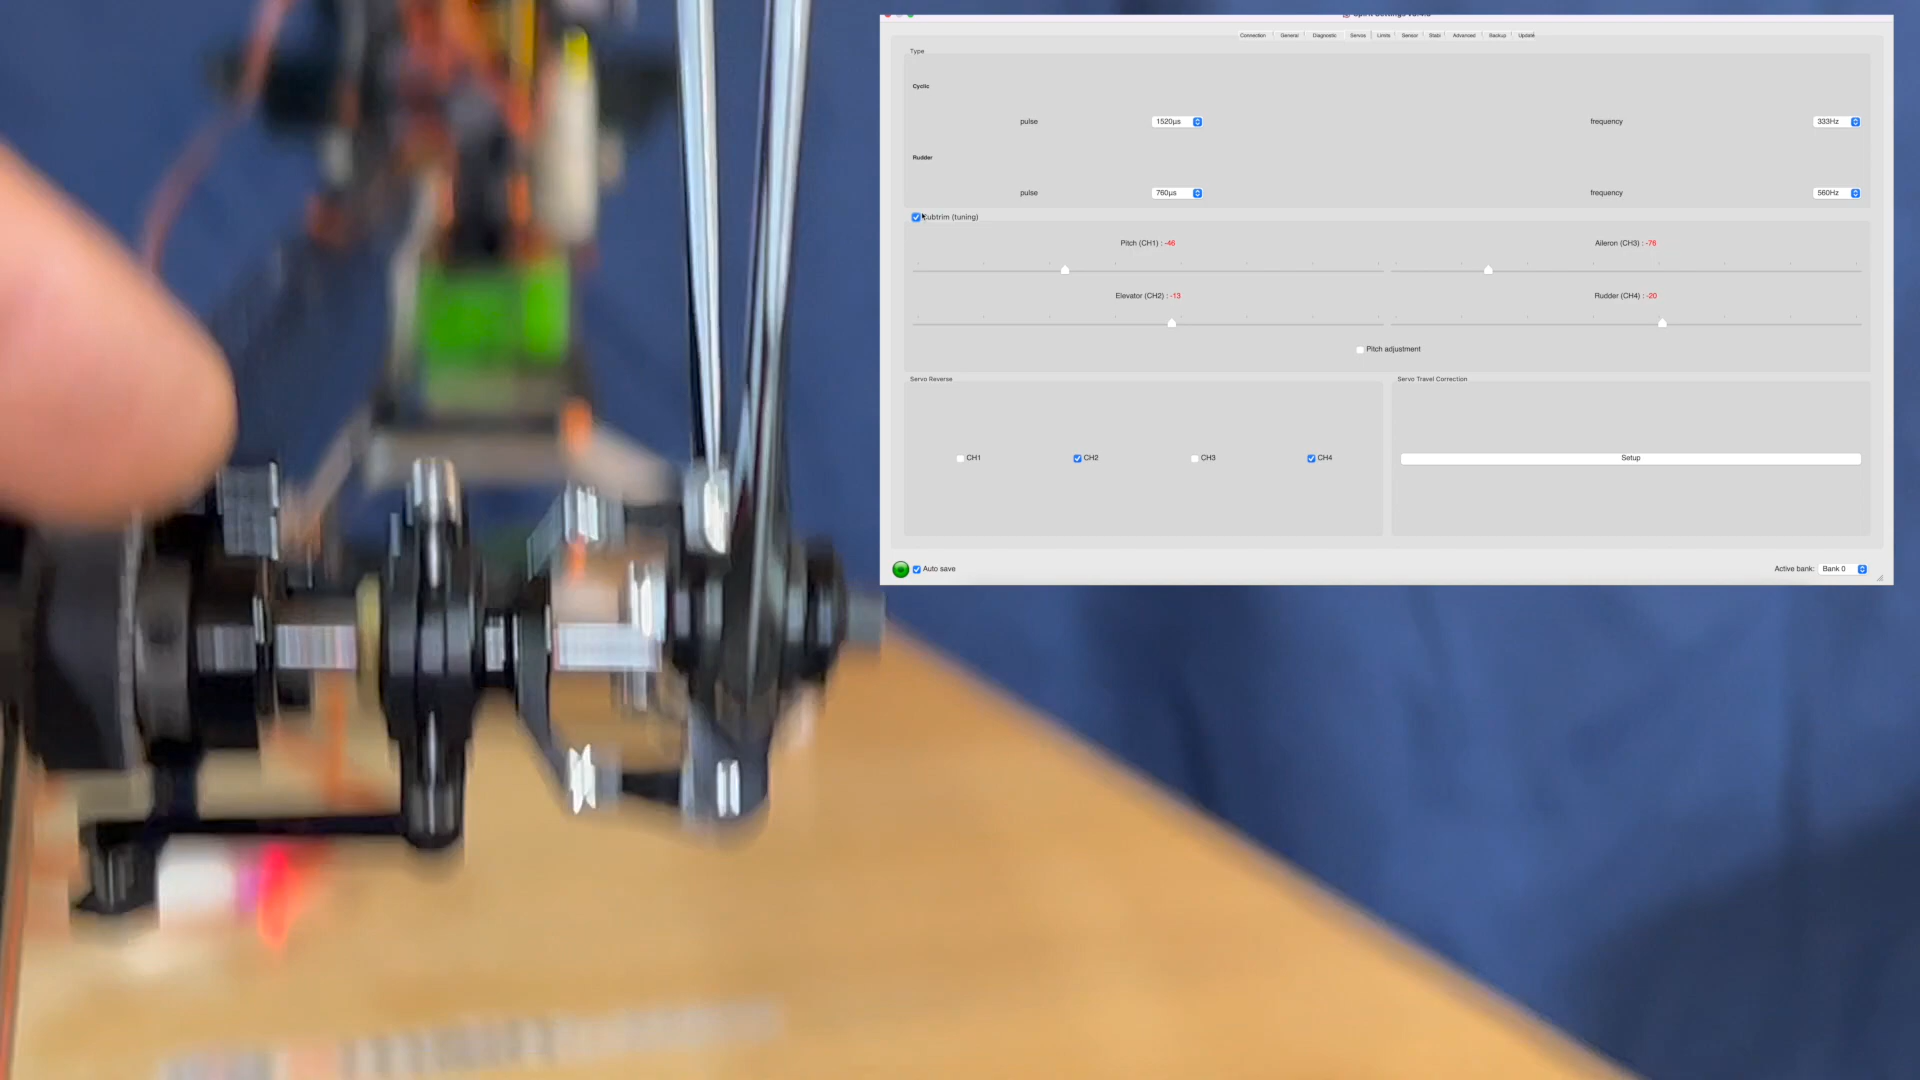 Connection General Diagnostic Servo Limits Sensor Stabi Advanced Backup Update
Type
Cyclic
pulse 1520µs frequency 333Hz
Rudder
pulse 760µs frequency 560Hz
Subtrim (tuning)
Pitch (CH1) : -46 Aileron (CH3) : -76
Elevator (CH2) : -13 Rudder (CH4) : -20
Pitch adjustment
Servo Reverse Servo Travel Correction
CH1 CH2 CH3 CH4 Setup
Auto save Active bank: Bank 0